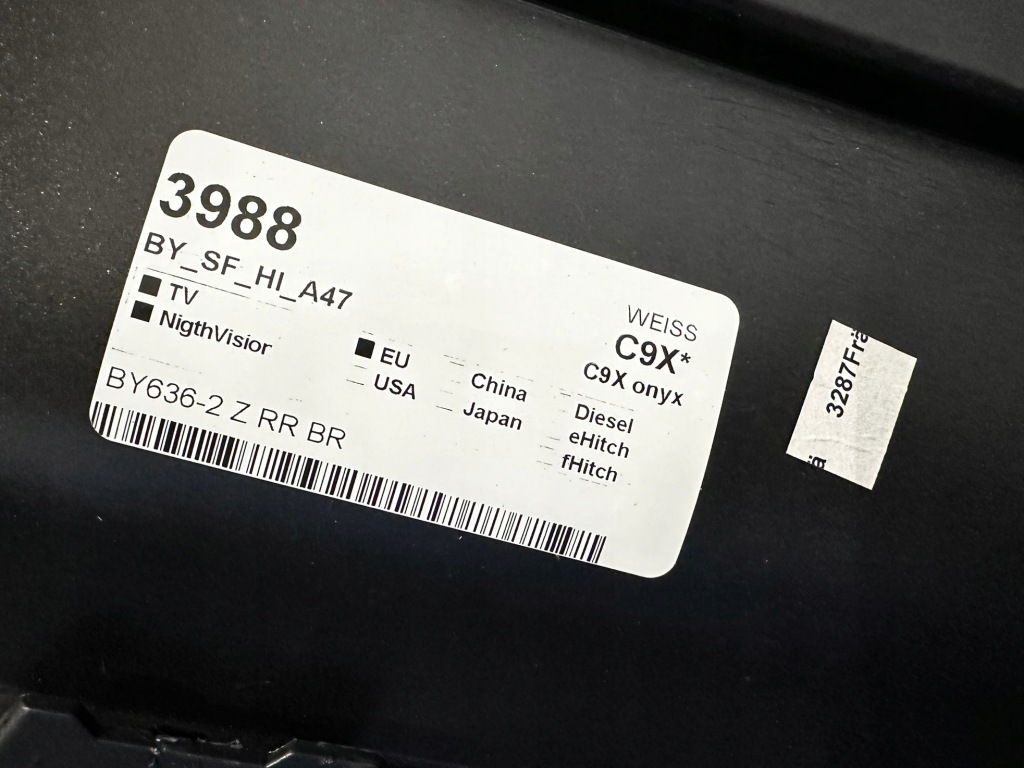 3988
BY_SF_HI_A47
TV
NigthVisior
EU
USA
China
Japan
WEISS
C9X*
C9X onyx
Diesel
eHitch
fHitch
BY636-2 Z RR BR
3287Frä